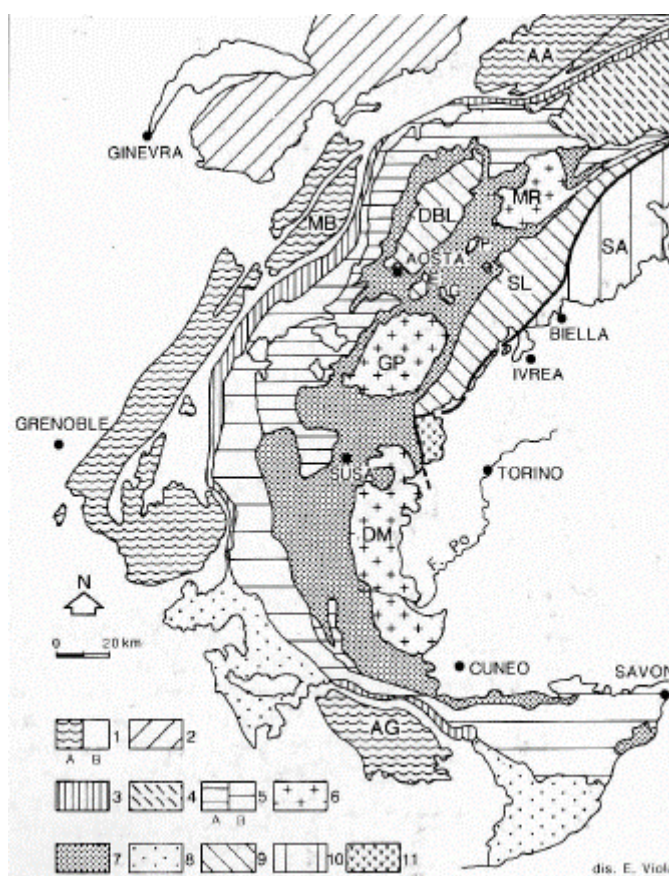 AA
GINEVRA
MR
MB
DBL
AOSTA
SA
SL
BIELLA
GP
IVREA
GRENOBLE
SUSA
TORINO
DM
F. Po
N
0 20 km
CUNEO
SAVON
AG
1 2
A B
3 4 5 6
A B
7 8 9 10 11
dis. E. Viol